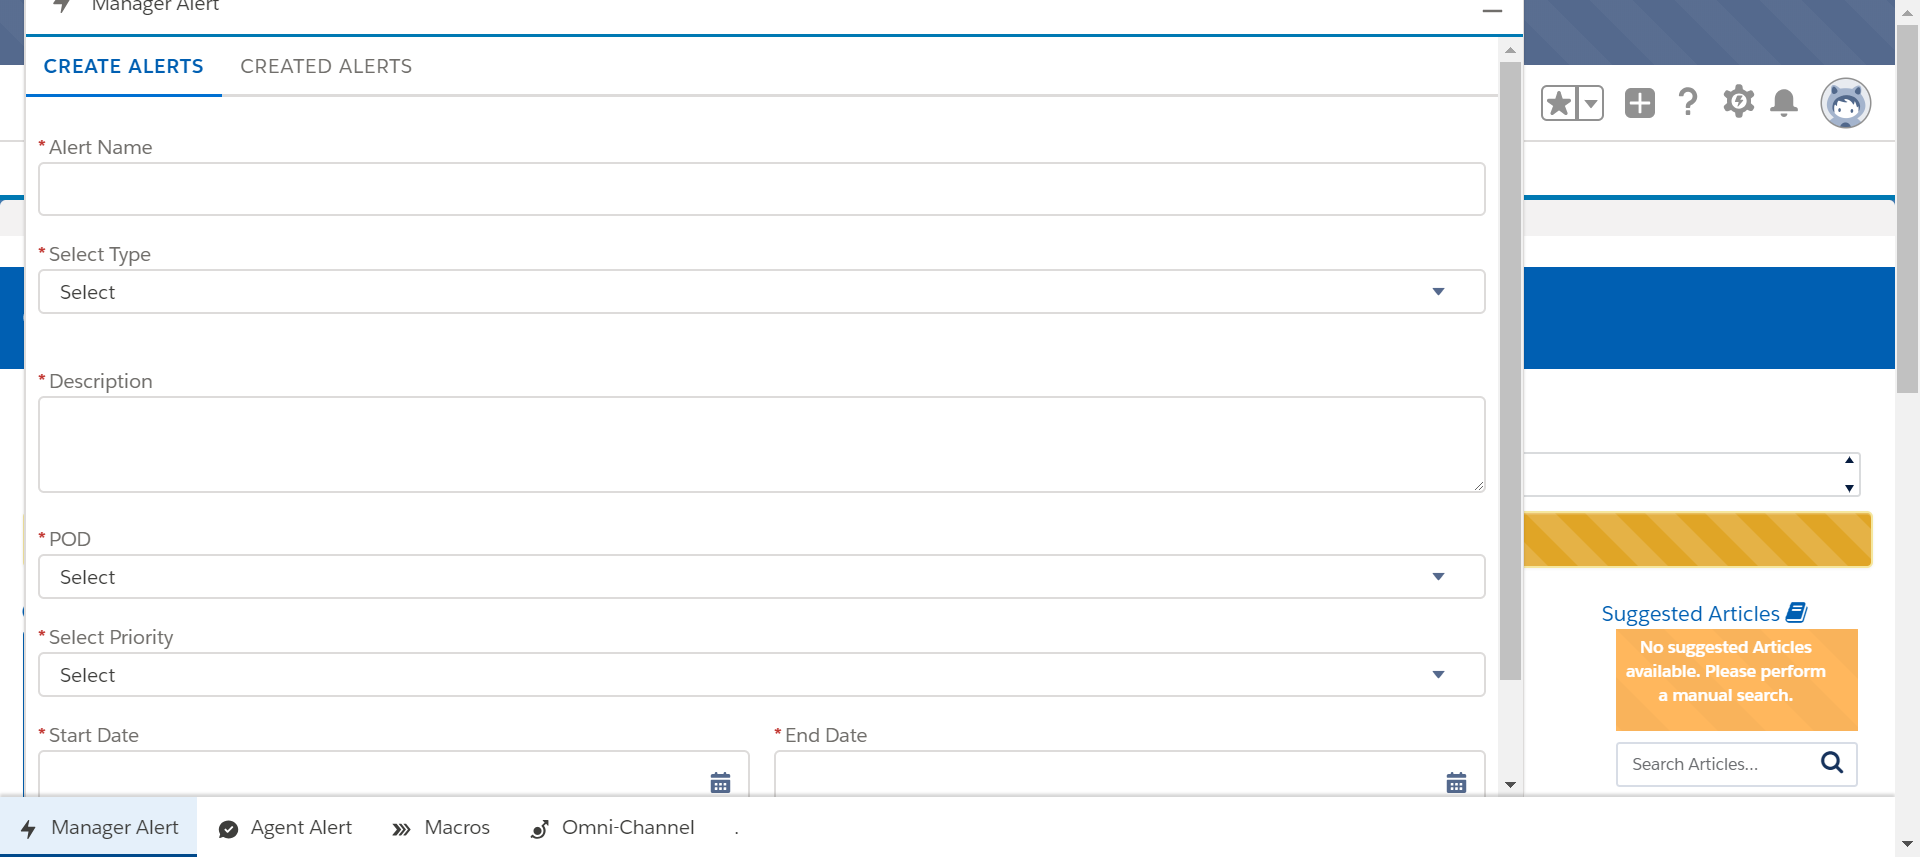 Manager Alert
CREATE ALERTS CREATED ALERTS
* Alert Name
* Select Type
Select
* Description
* POD
Select
* Select Priority
Select
* Start Date * End Date
Suggested Articles
No suggested Articles
available. Please perform
a manual search.
Search Articles...
Manager Alert Agent Alert Macros Omni-Channel .